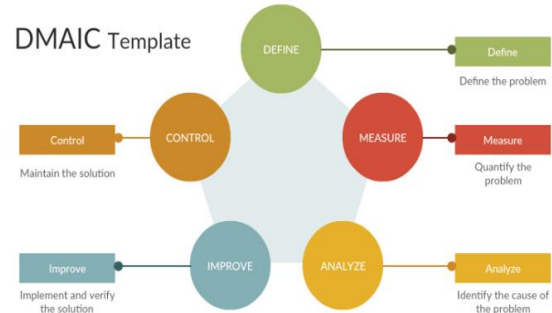 DMAIC Template
DEFINE
Define
Define the problem
CONTROL
MEASURE
Control
Maintain the solution
Measure
Quantify the
problem
IMPROVE
ANALYZE
Improve
Implement and verify
the solution
Analyze
Identify the cause of
the problem